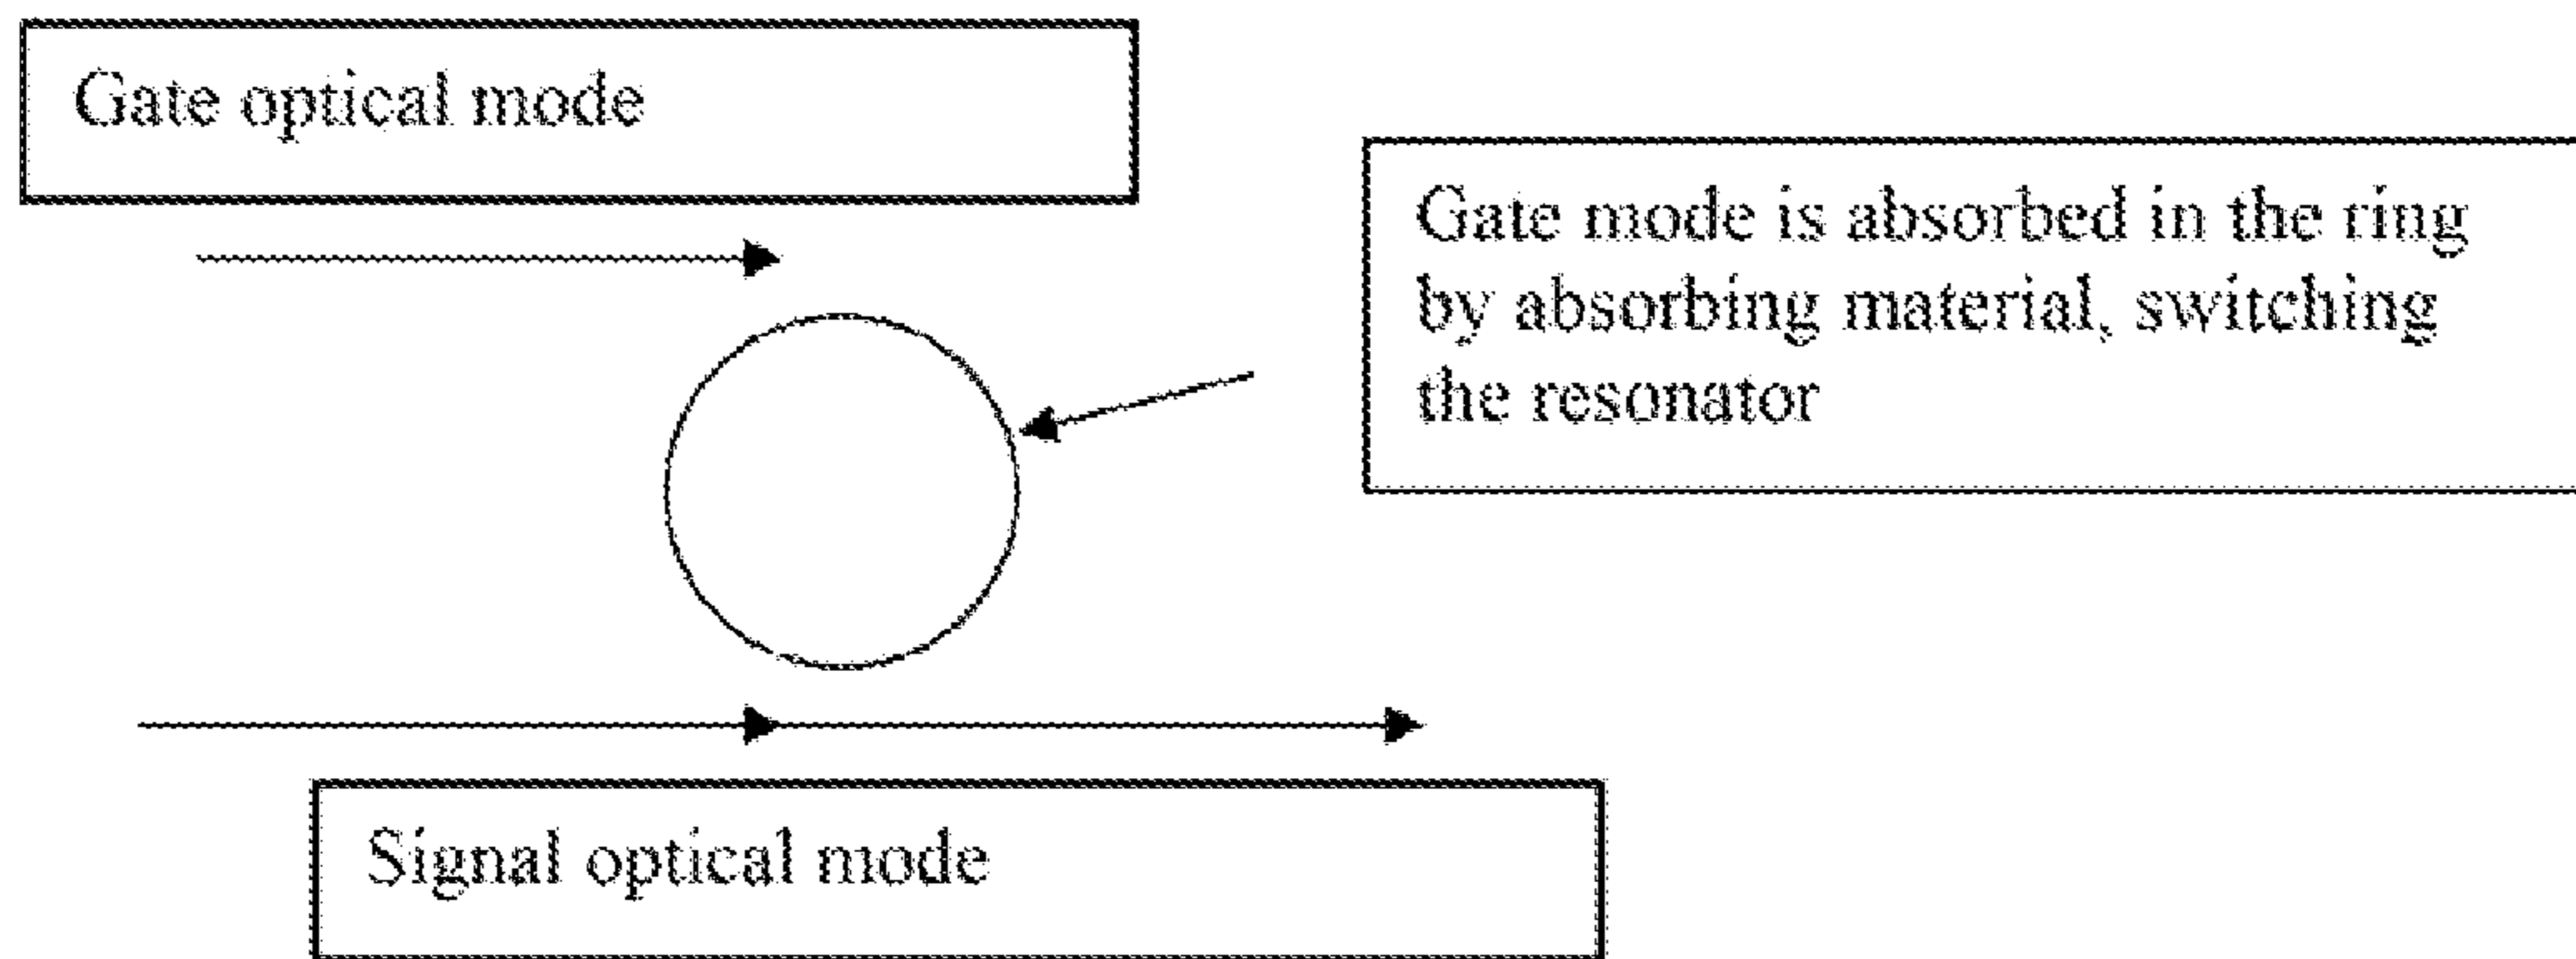 Gate optical mode
Gate mode is absorbed in the ring
by absorbing material, switching
the resonator
Signal optical mode